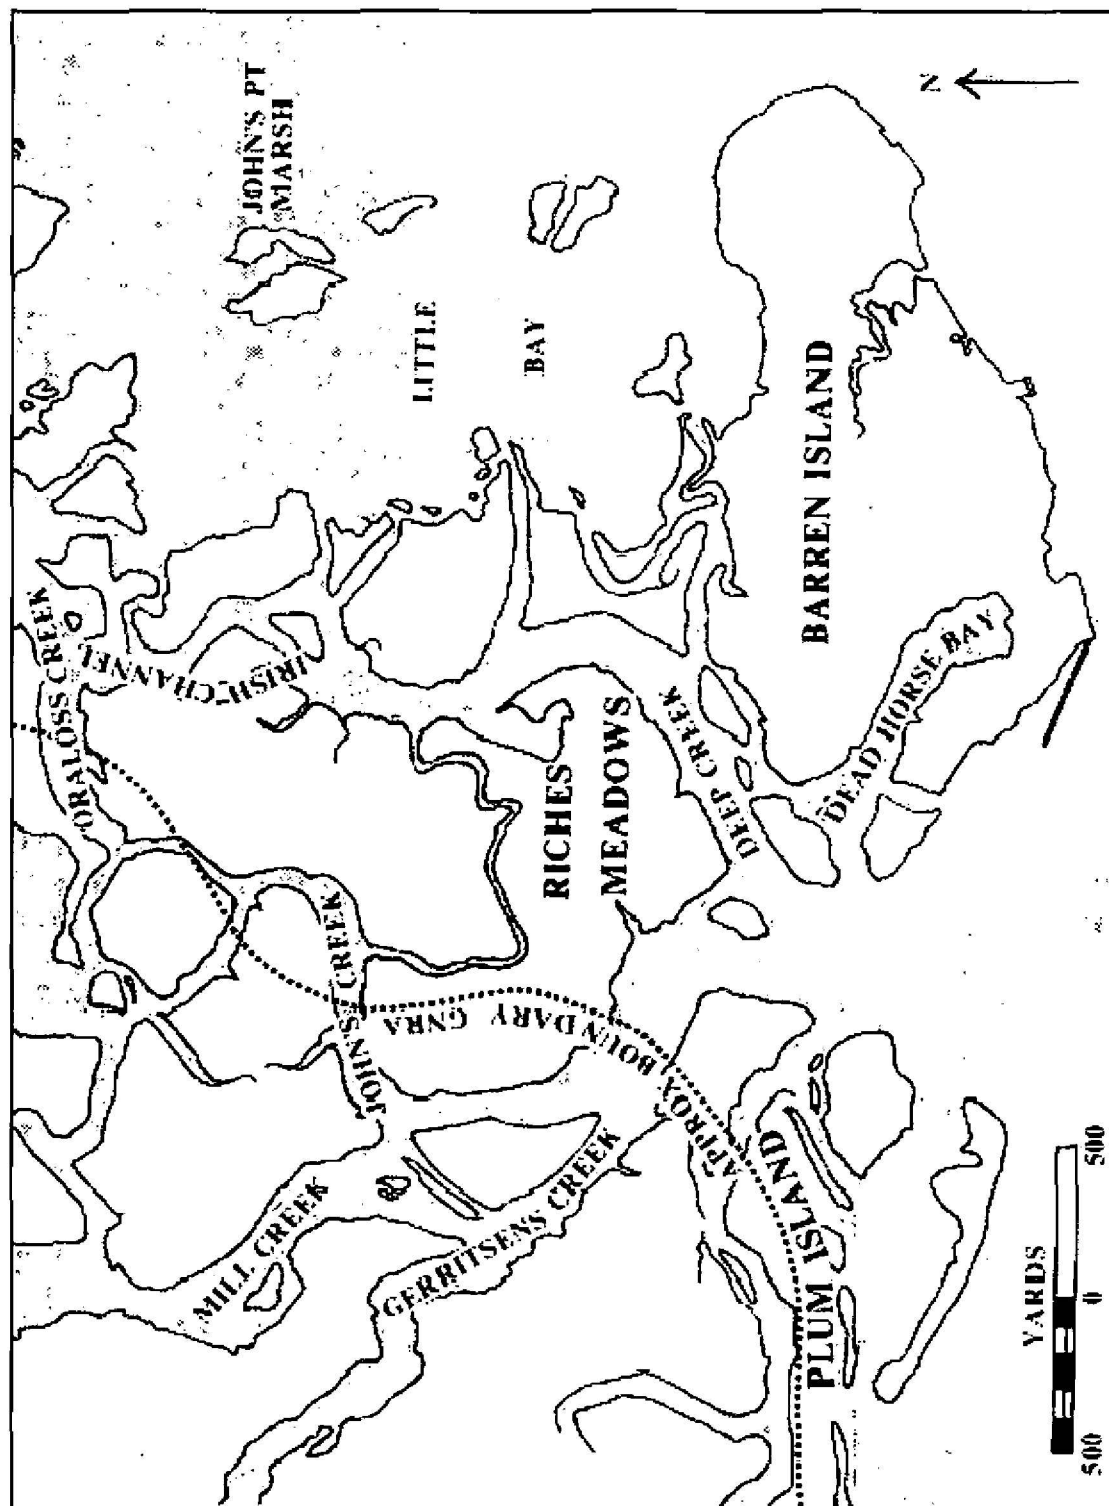 N
JOHN'S PT
MARSH
LITTLE
BAY
ORALOSS CREEK
IRISH CHANNEL
BARREN ISLAND
DEAD HORSE BAY
DEEP CREEK
RICHES
MEADOWS
JOHN'S CREEK
APPROX BOUNDARY GNRA
MILL CREEK
GERRITSENS CREEK
PLUM ISLAND
YARDS
500 0 500